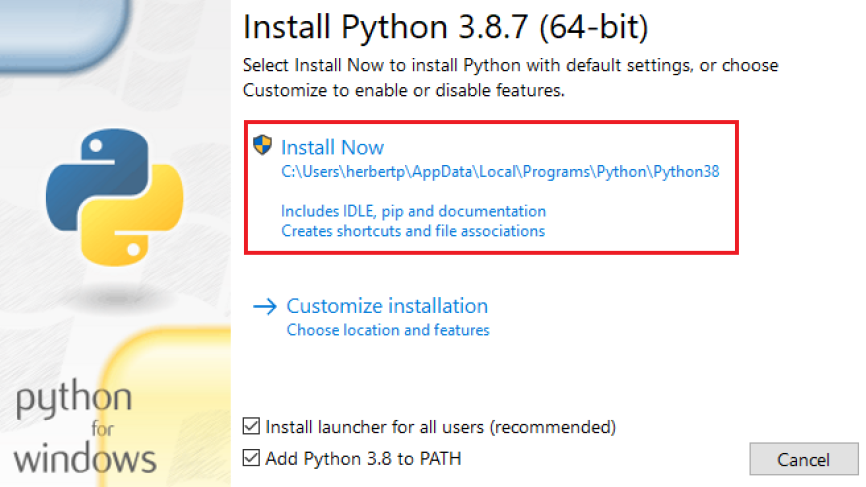 Install Python 3.8.7 (64-bit)
Select Install Now to install Python with default settings, or choose
Customize to enable or disable features.
Install Now
C:\Users\herbertp\AppData\Local\Programs\Python\Python38
Includes IDLE, pip and documentation
Creates shortcuts and file associations
Customize installation
Choose location and features
Install launcher for all users (recommended)
Add Python 3.8 to PATH
Cancel
python
for
windows